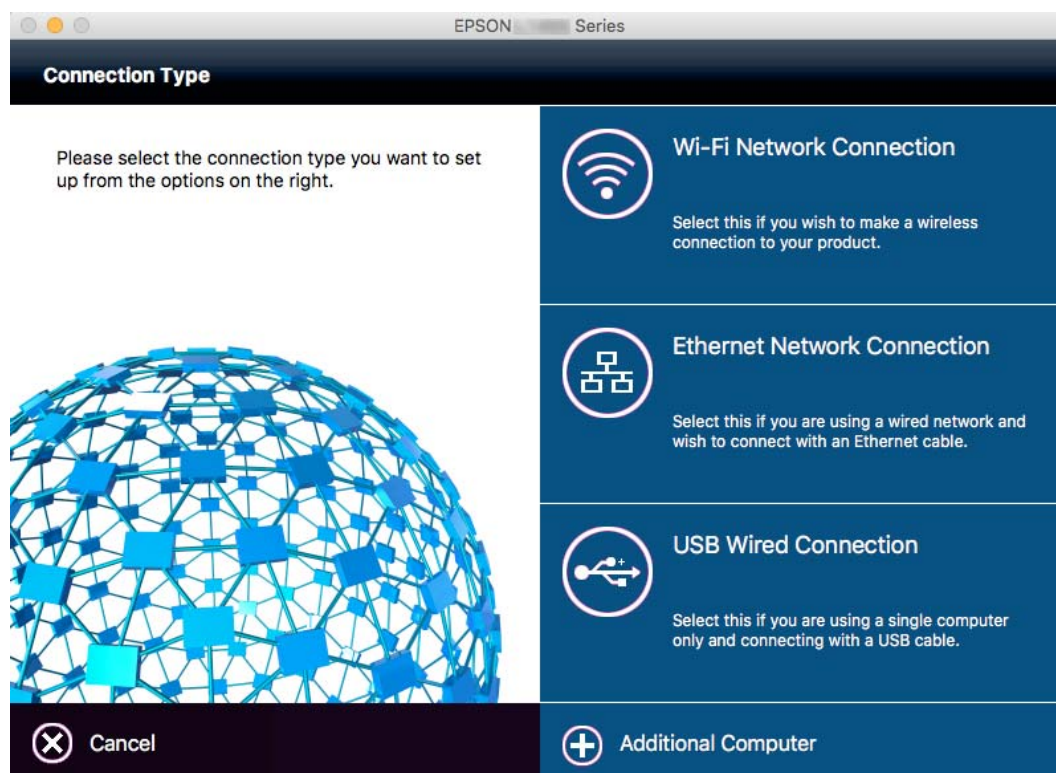 EPSON Series
Connection Type
Please select the connection type you want to set
up from the options on the right.
Wi-Fi Network Connection
Select this if you wish to make a wireless
connection to your product.
Ethernet Network Connection
Select this if you are using a wired network and
wish to connect with an Ethernet cable.
USB Wired Connection
Select this if you are using a single computer
only and connecting with a USB cable.
Cancel
Additional Computer